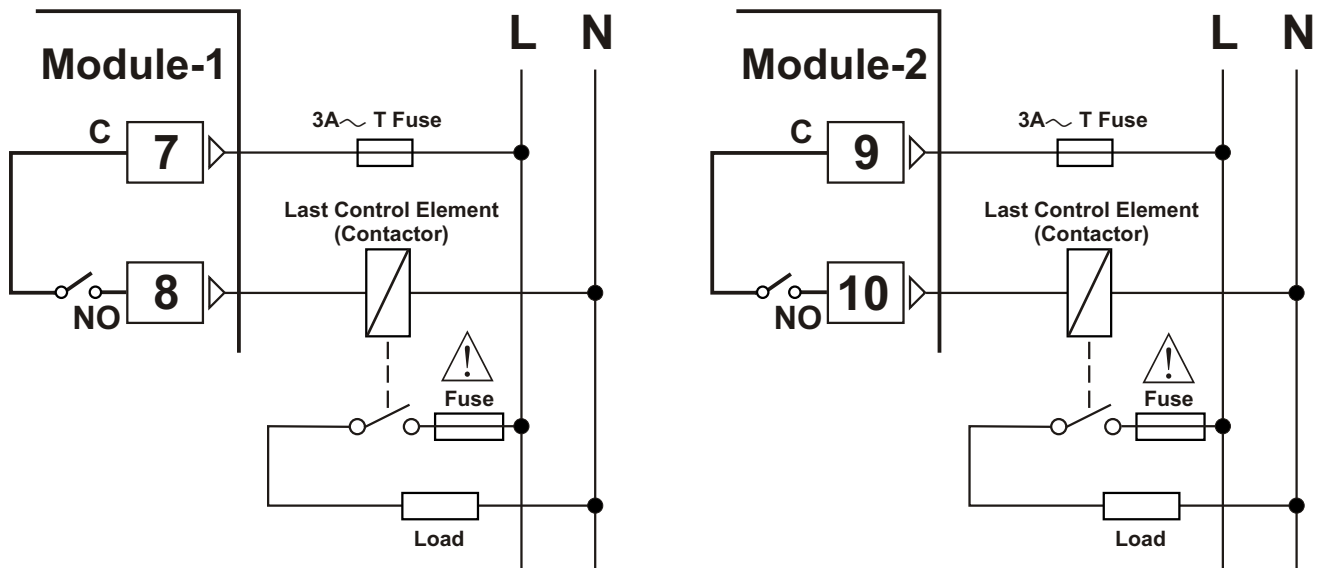 L N
Module-1
3A~ T Fuse
C
7
Last Control Element
(Contactor)
8
NO
!
Fuse
Load
L N
Module-2
3A~ T Fuse
C
9
Last Control Element
(Contactor)
10
NO
!
Fuse
Load